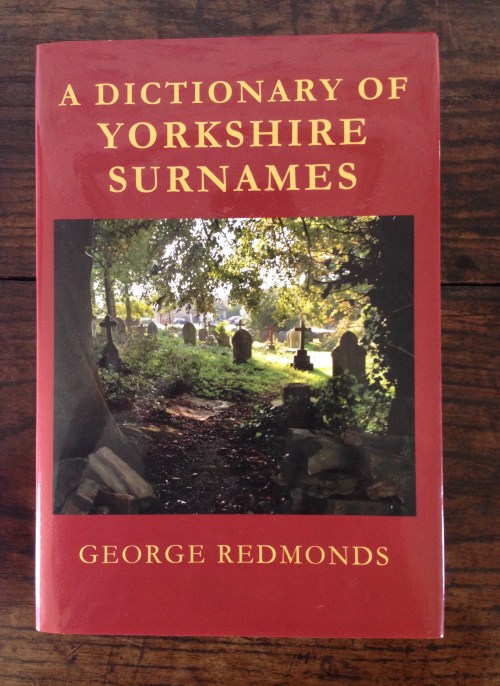 A DICTIONARY OF
YORKSHIRE
SURNAMES
GEORGE REDMONDS